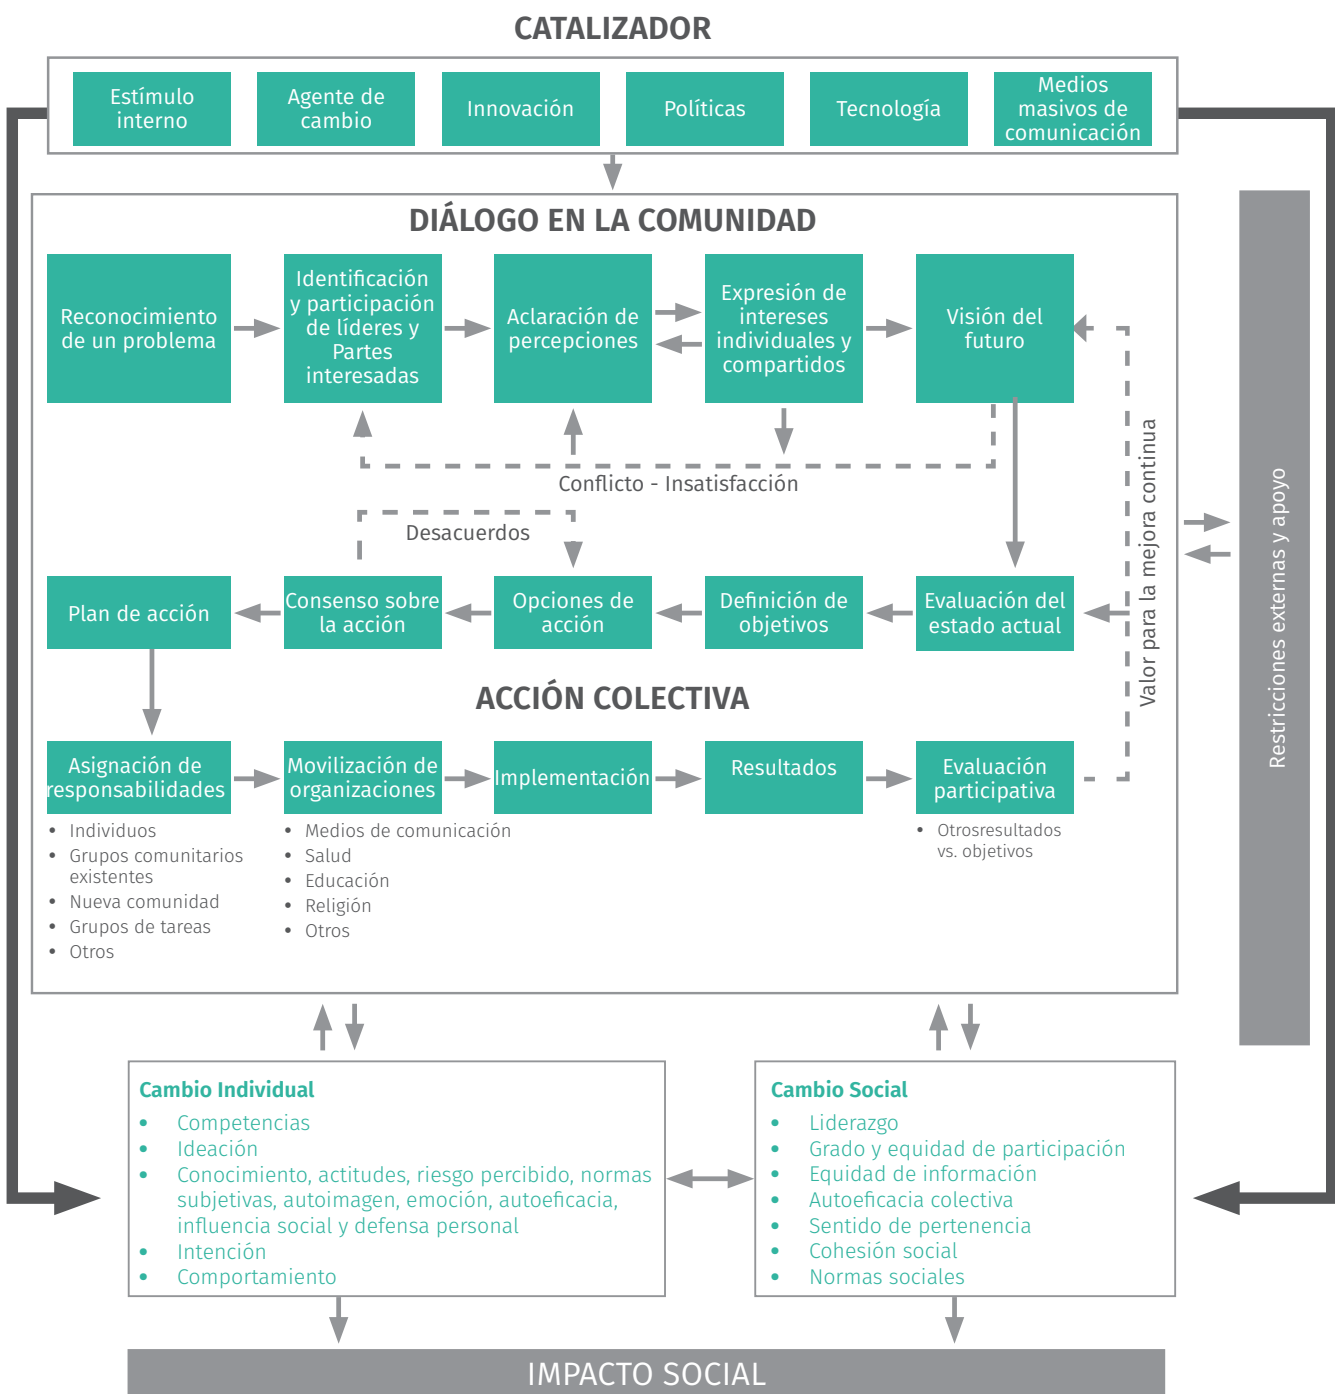 CATALIZADOR
Estímulo
interno
Agente de
cambio
Innovación
Políticas
Tecnología
Medios
masivos de
comunicación
DIÁLOGO EN LA COMUNIDAD
Reconocimiento
de un problema
Identificación
y participación
de líderes y
Partes
interesadas
Aclaración de
percepciones
Expresión de
intereses
individuales y
compartidos
Visión del
futuro
Conflicto - Insatisfacción
Desacuerdos
Valor para la mejora continua
Restricciones externas y apoyo
Plan de acción
Consenso sobre
la acción
Opciones de
acción
Definición de
objetivos
Evaluación del
estado actual
ACCIÓN COLECTIVA
Asignación de
responsabilidades
• Individuos
• Grupos comunitarios
existentes
• Nueva comunidad
• Grupos de tareas
• Otros
Movilización de
organizaciones
• Medios de comunicación
• Salud
• Educación
• Religión
• Otros
Implementación
Resultados
Evaluación
participativa
• Otrosresultados
vs. objetivos
Cambio Individual
• Competencias
• Ideación
• Conocimiento, actitudes, riesgo percibido, normas
subjetivas, autoimagen, emoción, autoeficacia,
influencia social y defensa personal
• Intención
• Comportamiento
Cambio Social
• Liderazgo
• Grado y equidad de participación
• Equidad de información
• Autoeficacia colectiva
• Sentido de pertenencia
• Cohesión social
• Normas sociales
IMPACTO SOCIAL